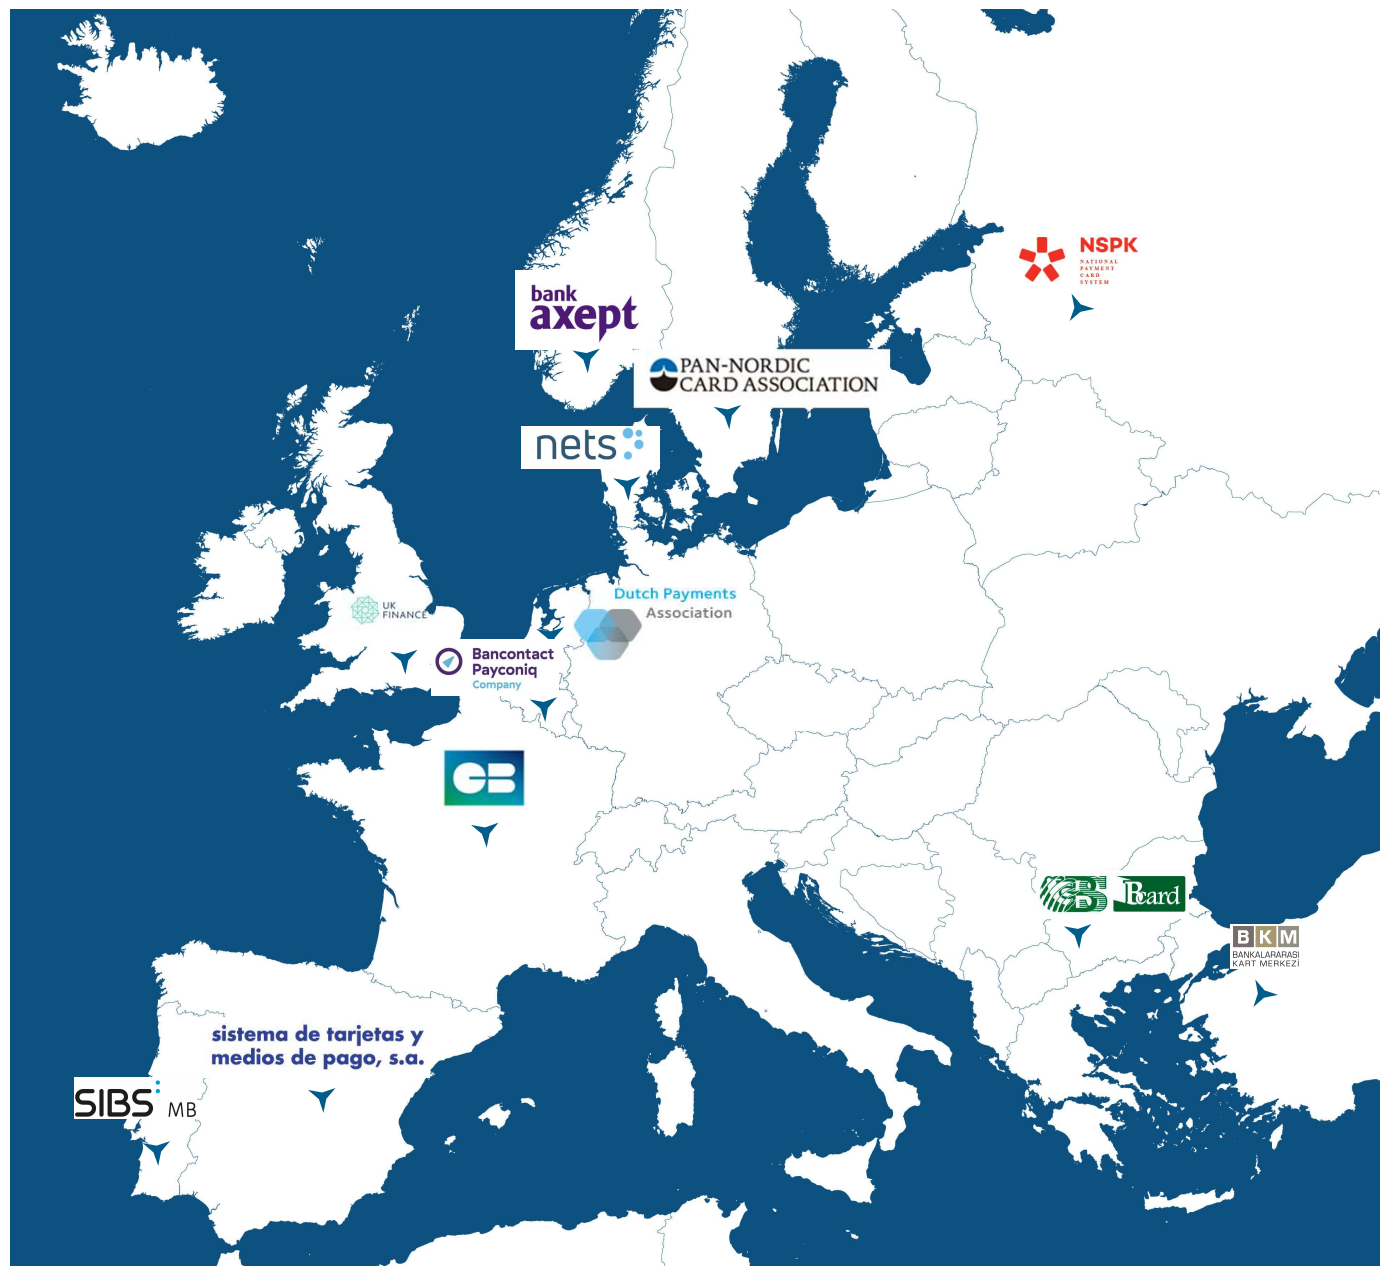 NSPK
NATIONAL
PAYMENT
CARD
SYSTEM
bank
axept
PAN-NORDIC
CARD ASSOCIATION
nets
Dutch Payments
Association
UK
FINANCE
Bancontact
Payconiq
Company
CB
Bcard
BKM
BANKALARARASI
KART MERKEZİ
sistema de tarjetas y
medios de pago, s.a.
SIBS MB